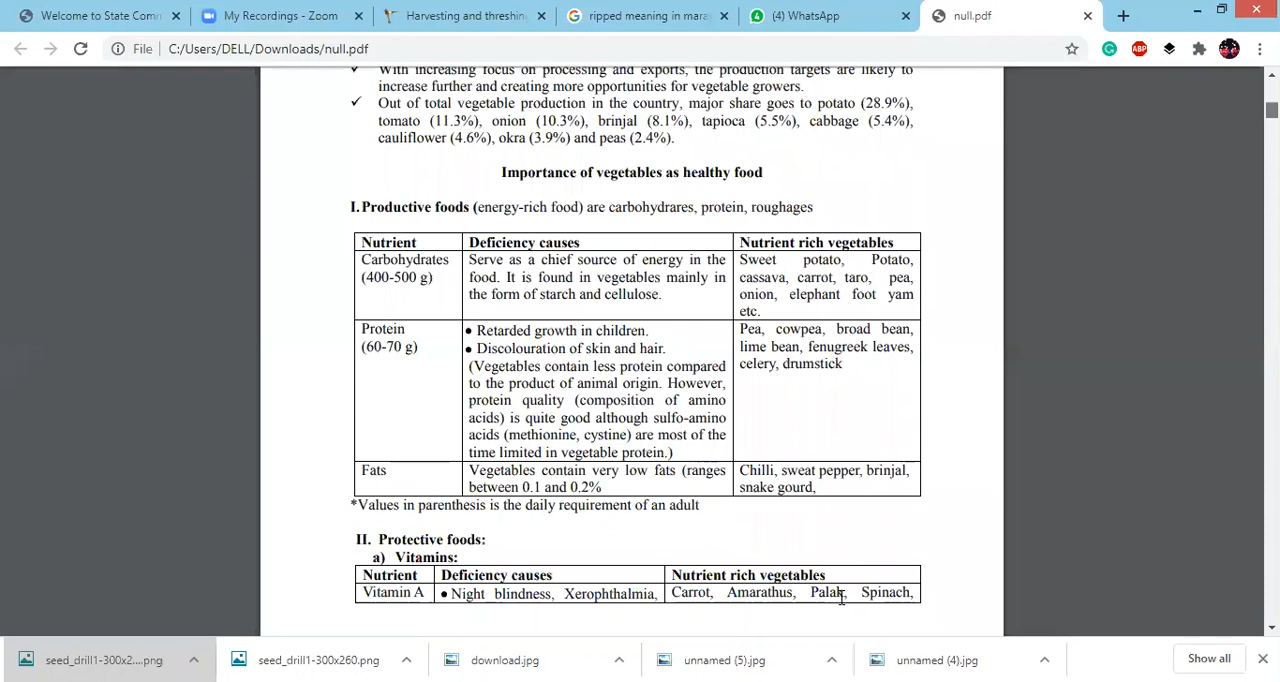 Welcome to State Comm
My Recordings - Zoom
Harvesting and threshin
ripped meaning in mara
(4) WhatsApp
null.pdf
File | C:/Users/DELL/Downloads/null.pdf
ABP
With increasing focus of processing and exports, the production targets are likely to
increase further and creating more opportunities for vegetable growers.
✓ Out of total vegetable production in the country, major share goes to potato (28.9%),
tomato (11.3%), onion (10.3%), brinjal (8.1%), tapioca (5.5%), cabbage (5.4%),
cauliflower (4.6%), okra (3.9%) and peas (2.4%).
Importance of vegetables as healthy food
I. Productive foods (energy-rich food) are carbohydrares, protein, roughages
Nutrient Deficiency causes Nutrient rich vegetables
Carbohydrates
(400-500 g)
Serve as a chief source of energy in the
food. It is found in vegetables mainly in
the form of starch and cellulose.
Sweet potato, Potato,
cassava, carrot, taro, pea,
onion, elephant foot yam
etc.
Protein
(60-70 g)
• Retarded growth in children.
• Discolouration of skin and hair.
(Vegetables contain less protein compared
to the product of animal origin. However,
protein quality (composition of amino
acids) is quite good although sulfo-amino
acids (methionine, cystine) are most of the
time limited in vegetable protein.)
Pea, cowpea, broad bean,
lime bean, fenugreek leaves,
celery, drumstick
Fats
Vegetables contain very low fats (ranges
between 0.1 and 0.2%
Chilli, sweat pepper, brinjal,
snake gourd,
*Values in parenthesis is the daily requirement of an adult
II. Protective foods:
a) Vitamins:
Nutrient Deficiency causes Nutrient rich vegetables
Vitamin A • Night blindness, Xerophthalmia, Carrot, Amarathus, Palak, Spinach,
seed_drill1-300x2....png
seed_drill1-300x260.png
download.jpg
unnamed (5).jpg
unnamed (4).jpg
Show all